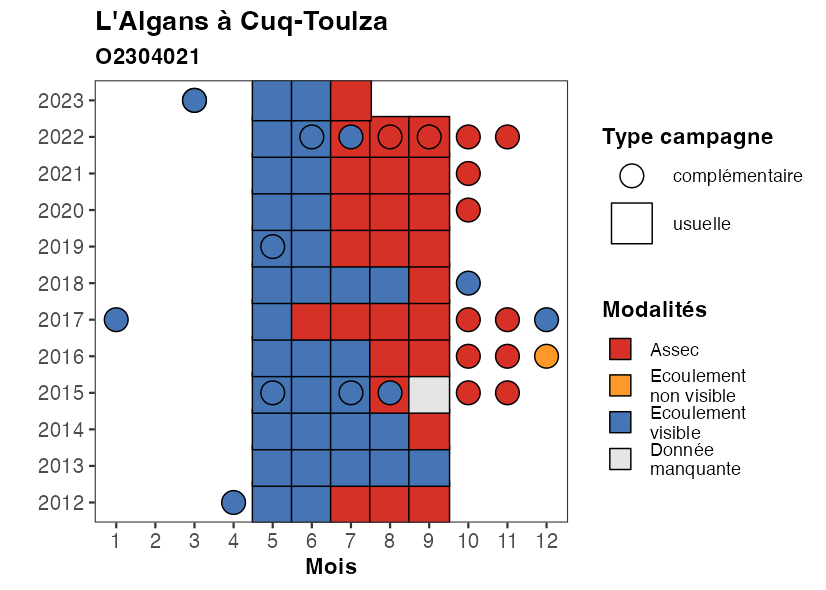 L'Algans à Cuq-Toulza
O2304021
2023
2022
2021
2020
2019
2018
2017
2016
2015
2014
2013
2012
1 2 3 4 5 6 7 8 9 10 11 12
Mois
Type campagne
complémentaire
usuelle
Modalités
Assec
Ecoulement
non visible
Ecoulement
visible
Donnée
manquante